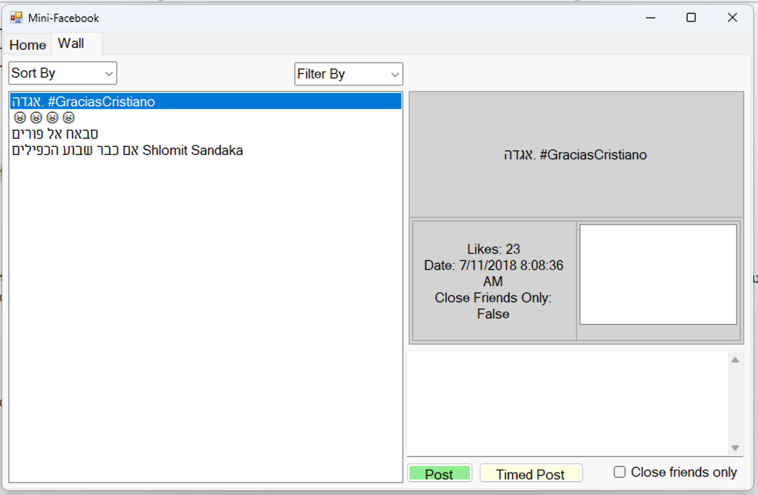 Mini-Facebook
Home Wall
Sort By Filter By
אגדה. #GraciasCristiano
סבאח אל פורים
אם כבר שבוע הכפילים Shlomit Sandaka
אגדה. #GraciasCristiano
Likes: 23
Date: 7/11/2018 8:08:36
AM
Close Friends Only:
False
Post Timed Post Close friends only